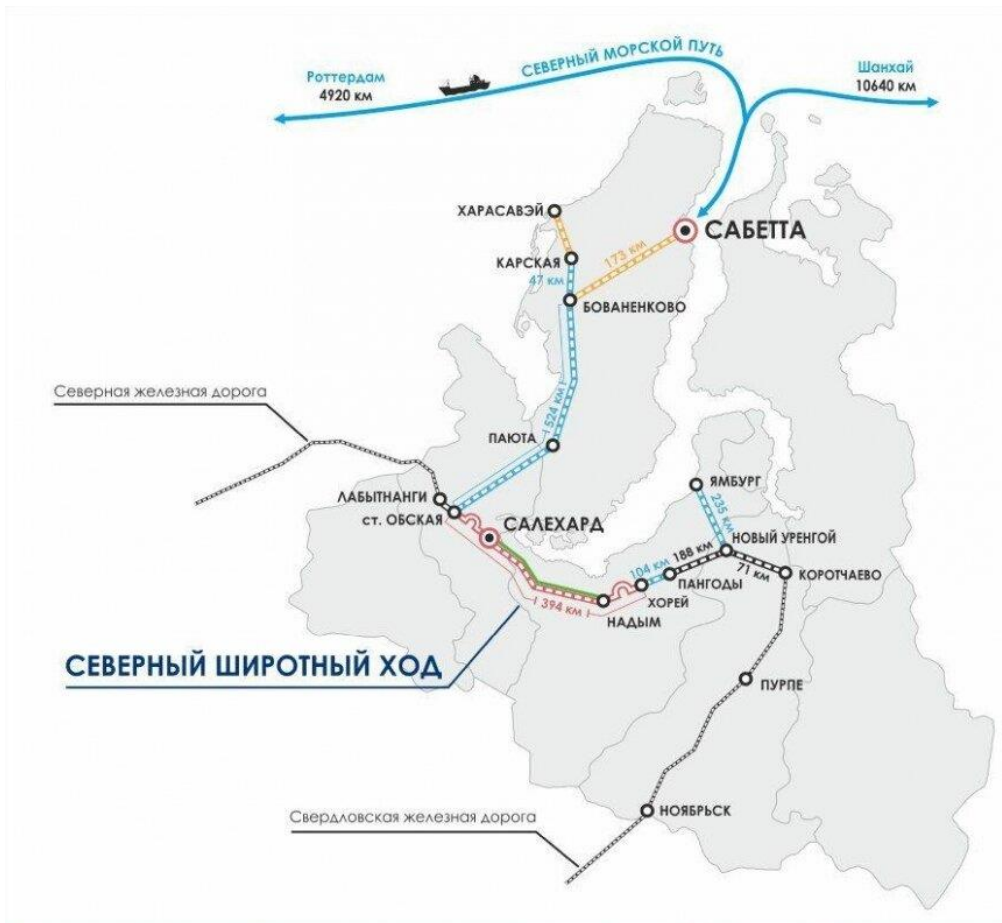 СЕВЕРНЫЙ МОРСКОЙ ПУТЬ
Роттердам
4920 км
Шанхай
10640 км
ХАРАСАВЭЙ
САБЕТТА
КАРСКАЯ
173 км
47 км
БОВАНЕНКОВО
Северная железная дорога
524 км
ПАЮТА
ЯМБУРГ
ЛАБЫТНАНГИ
ст. ОБСКАЯ
САЛЕХАРД
235 км
НОВЫЙ УРЕНГОЙ
188 км
104 км
71 км
КОРОТЧАЕВО
ПАНГОДЫ
ХОРЕЙ
394 км
НАДЫМ
СЕВЕРНЫЙ ШИРОТНЫЙ ХОД
ПУРПЕ
НОЯБРЬСК
Свердловская железная дорога